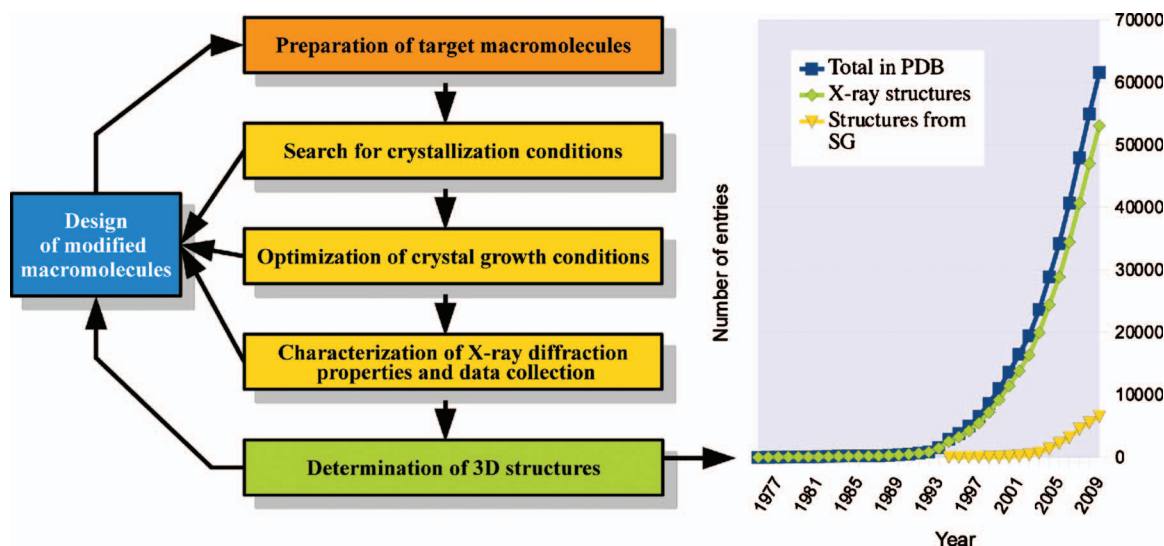 Preparation of target macromolecules
Search for crystallization conditions
Design
of modified
macromolecules
Optimization of crystal growth conditions
Characterization of X-ray diffraction
properties and data collection
Determination of 3D structures
Total in PDB
X-ray structures
Structures from
SG
Number of entries
70000
60000
50000
40000
30000
20000
10000
0
1977
1981
1985
1989
1993
1997
2001
2005
2009
Year